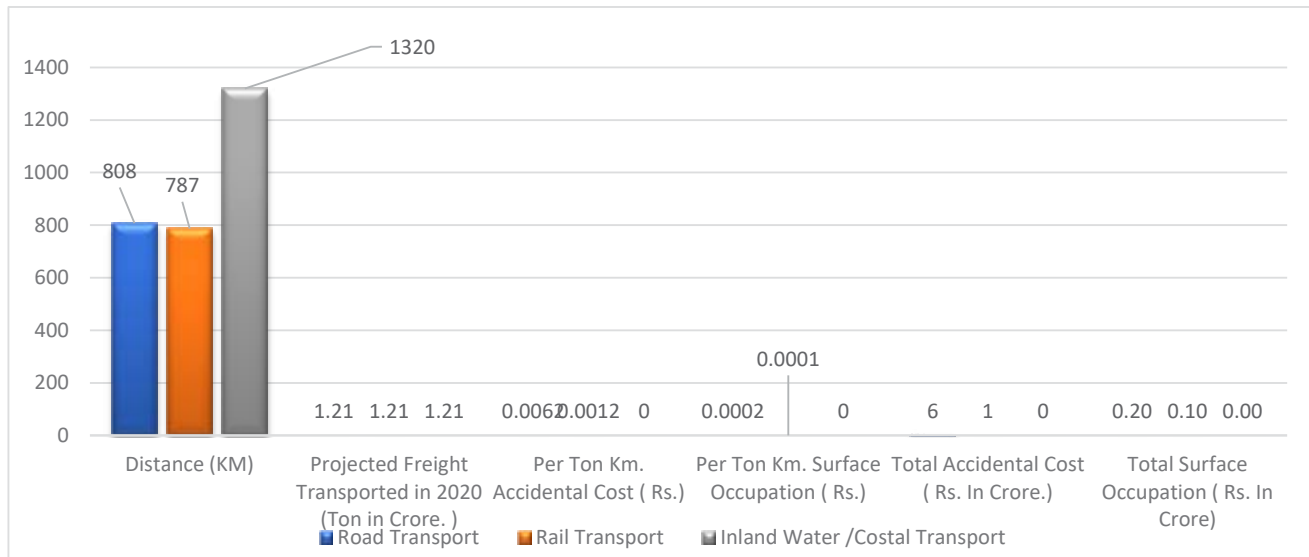 1320
1400
1200
1000
800
600
400
200
0
808
787
1.21 1.21 1.21
0.0062 0.0012 0
0.0002 0.0001 0
6 1 0
0.20 0.10 0.00
Distance (KM)
Projected Freight
Transported in 2020
(Ton in Crore. )
Per Ton Km.
Accidental Cost ( Rs.)
Per Ton Km. Surface
Occupation ( Rs.)
Total Accidental Cost
( Rs. In Crore.)
Total Surface
Occupation ( Rs. In
Crore)
Road Transport
Rail Transport
Inland Water /Costal Transport